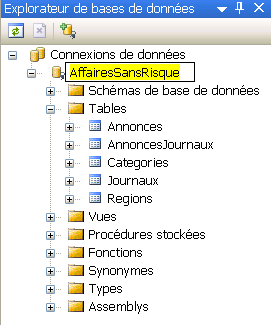 Explorateur de bases de données
Connexions de données
AffairesSansRisque
Schémas de base de données
Tables
Annonces
AnnoncesJournaux
Categories
Journaux
Regions
Vues
Procédures stockées
Fonctions
Synonymes
Types
Assemblys